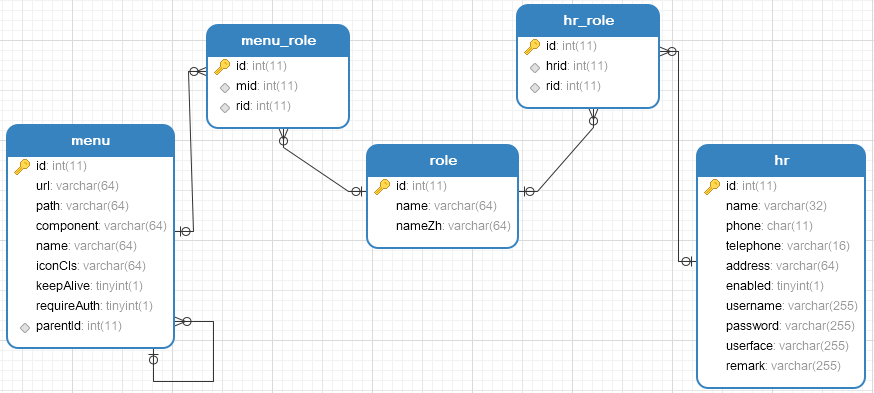 menu
id: int(11)
url: varchar(64)
path: varchar(64)
component: varchar(64)
name: varchar(64)
iconCls: varchar(64)
keepAlive: tinyint(1)
requireAuth: tinyint(1)
parentId: int(11)
menu_role
id: int(11)
mid: int(11)
rid: int(11)
role
id: int(11)
name: varchar(64)
nameZh: varchar(64)
hr_role
id: int(11)
hrid: int(11)
rid: int(11)
hr
id: int(11)
name: varchar(32)
phone: char(11)
telephone: varchar(16)
address: varchar(64)
enabled: tinyint(1)
username: varchar(255)
password: varchar(255)
userface: varchar(255)
remark: varchar(255)